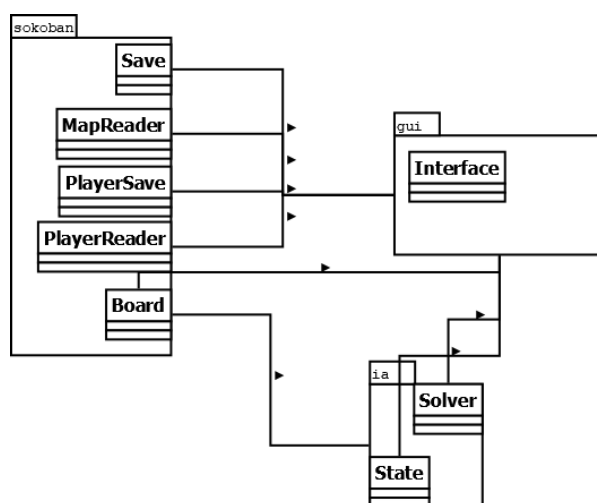 sokoban
Save
MapReader
gui
Interface
PlayerSave
PlayerReader
Board
ia
Solver
State